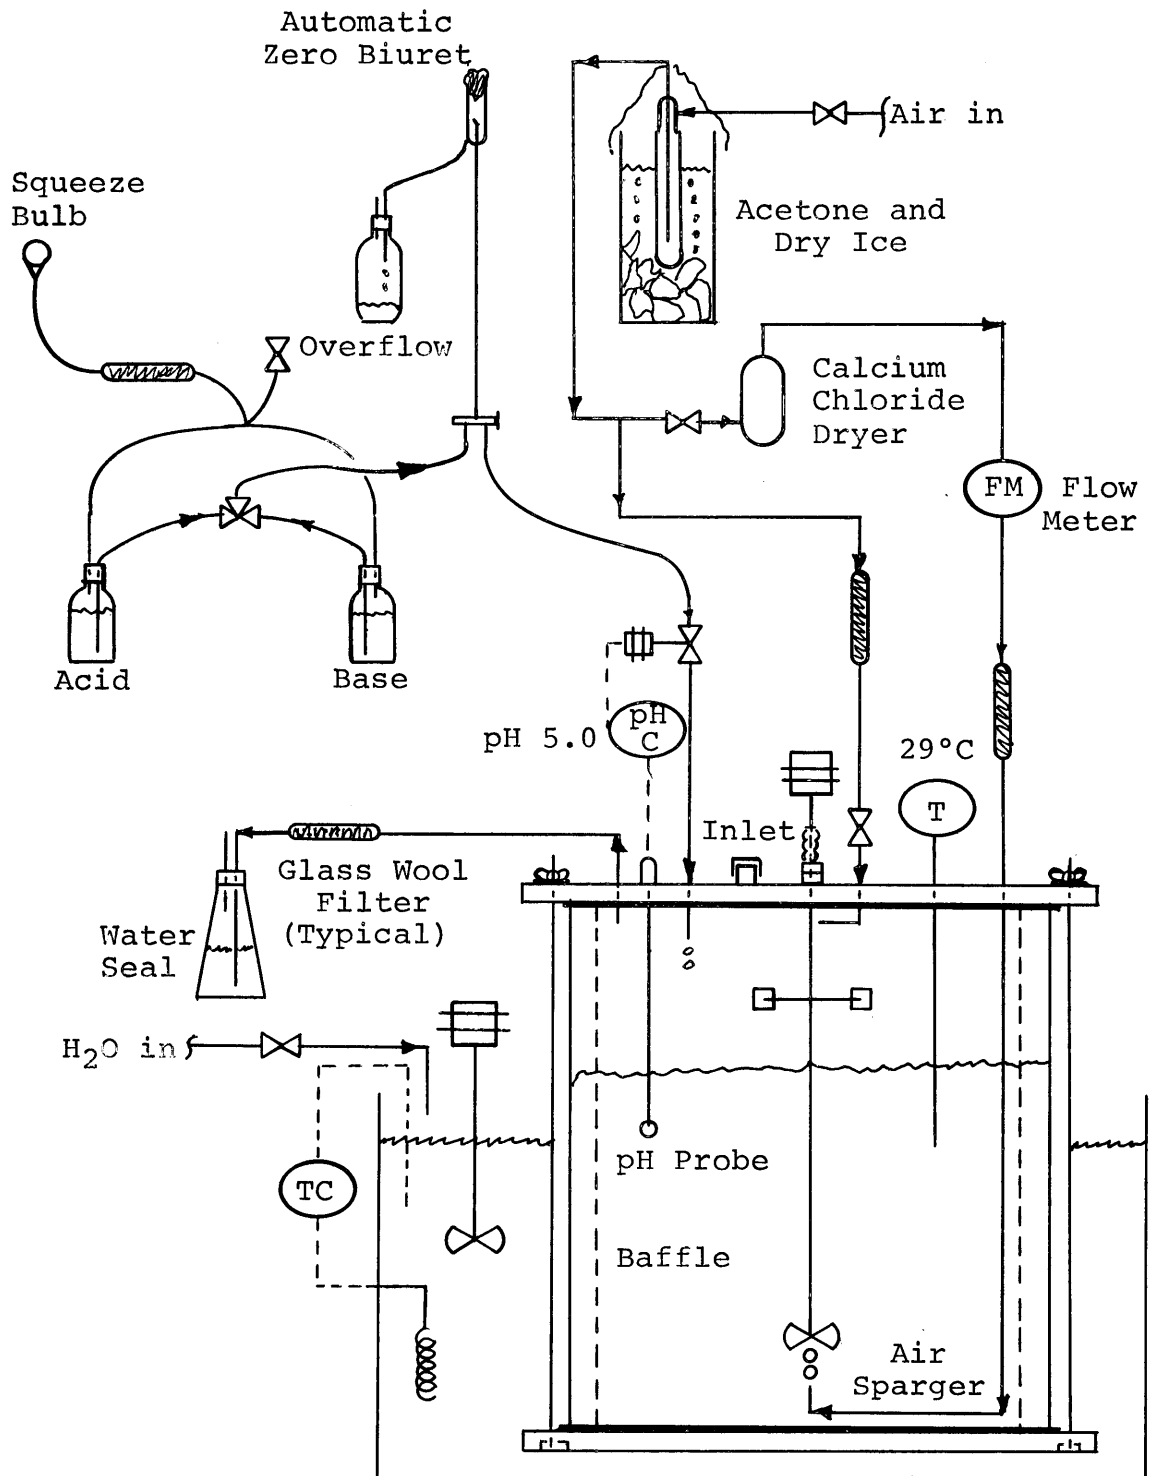 Automatic
Zero Biuret
Air in
Squeeze
Bulb
Acetone and
Dry Ice
Overflow
Calcium
Chloride
Dryer
FM
Flow
Meter
Acid
Base
pH 5.0
pH
C
29°C
T
Inlet
Glass Wool
Filter
(Typical)
Water
Seal
H₂O in
TC
pH Probe
Baffle
Air
Sparger